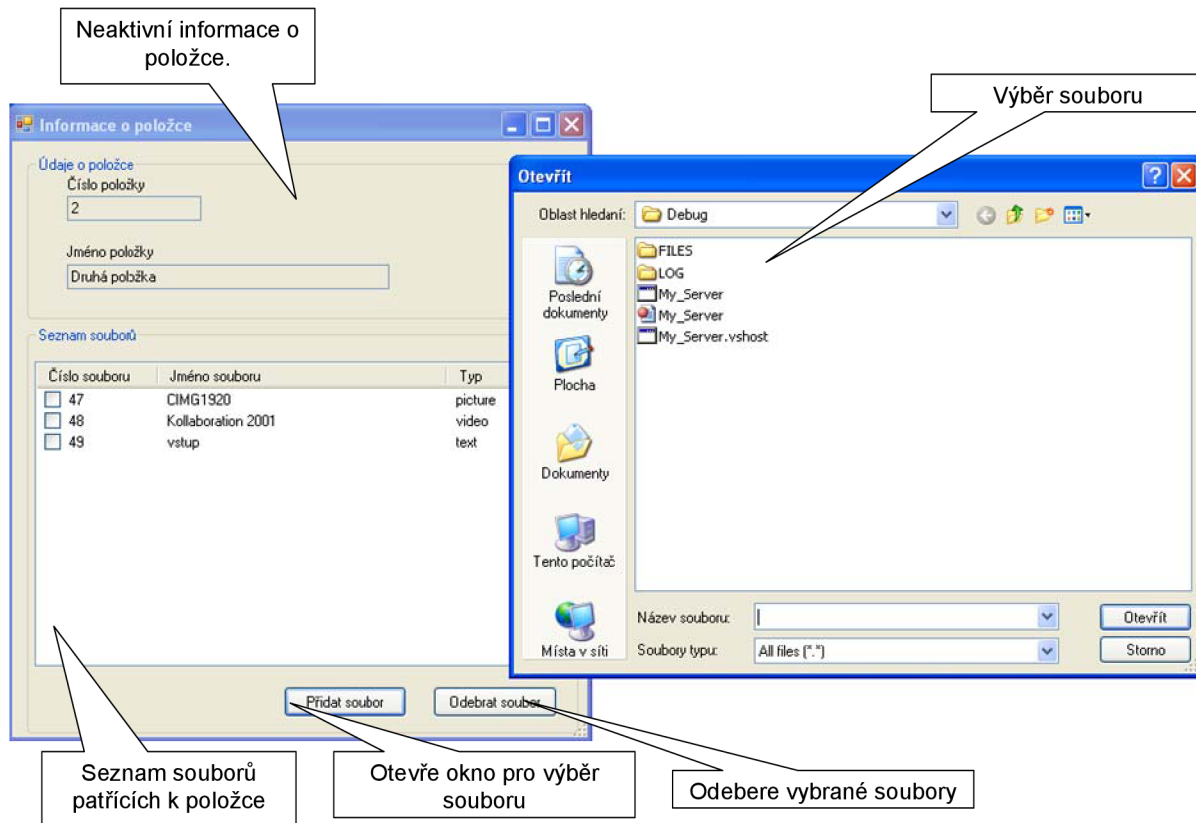 Neaktivní informace o
položce.
Výběr souboru
Informace o položce
Údaje o položce
Číslo položky
2
Jméno položky
Druhá položka
Seznam souborů
Číslo souboru Jméno souboru Typ
47 CIMG1920 picture
48 Kollaboration 2001 video
49 vstup text
Přidat soubor Odebrat soubor
Otevřít
Oblast hledání: Debug
Poslední
dokumenty
Plocha
Dokumenty
Tento počítač
Místa v síti
FILES
LOG
My_Server
My_Server
My_Server.vshost
Název souboru: Otevřít
Soubory typu: All files (*.*) Storno
Seznam souborů
patřících k položce
Otevře okno pro výběr
souboru
Odebere vybrané soubory